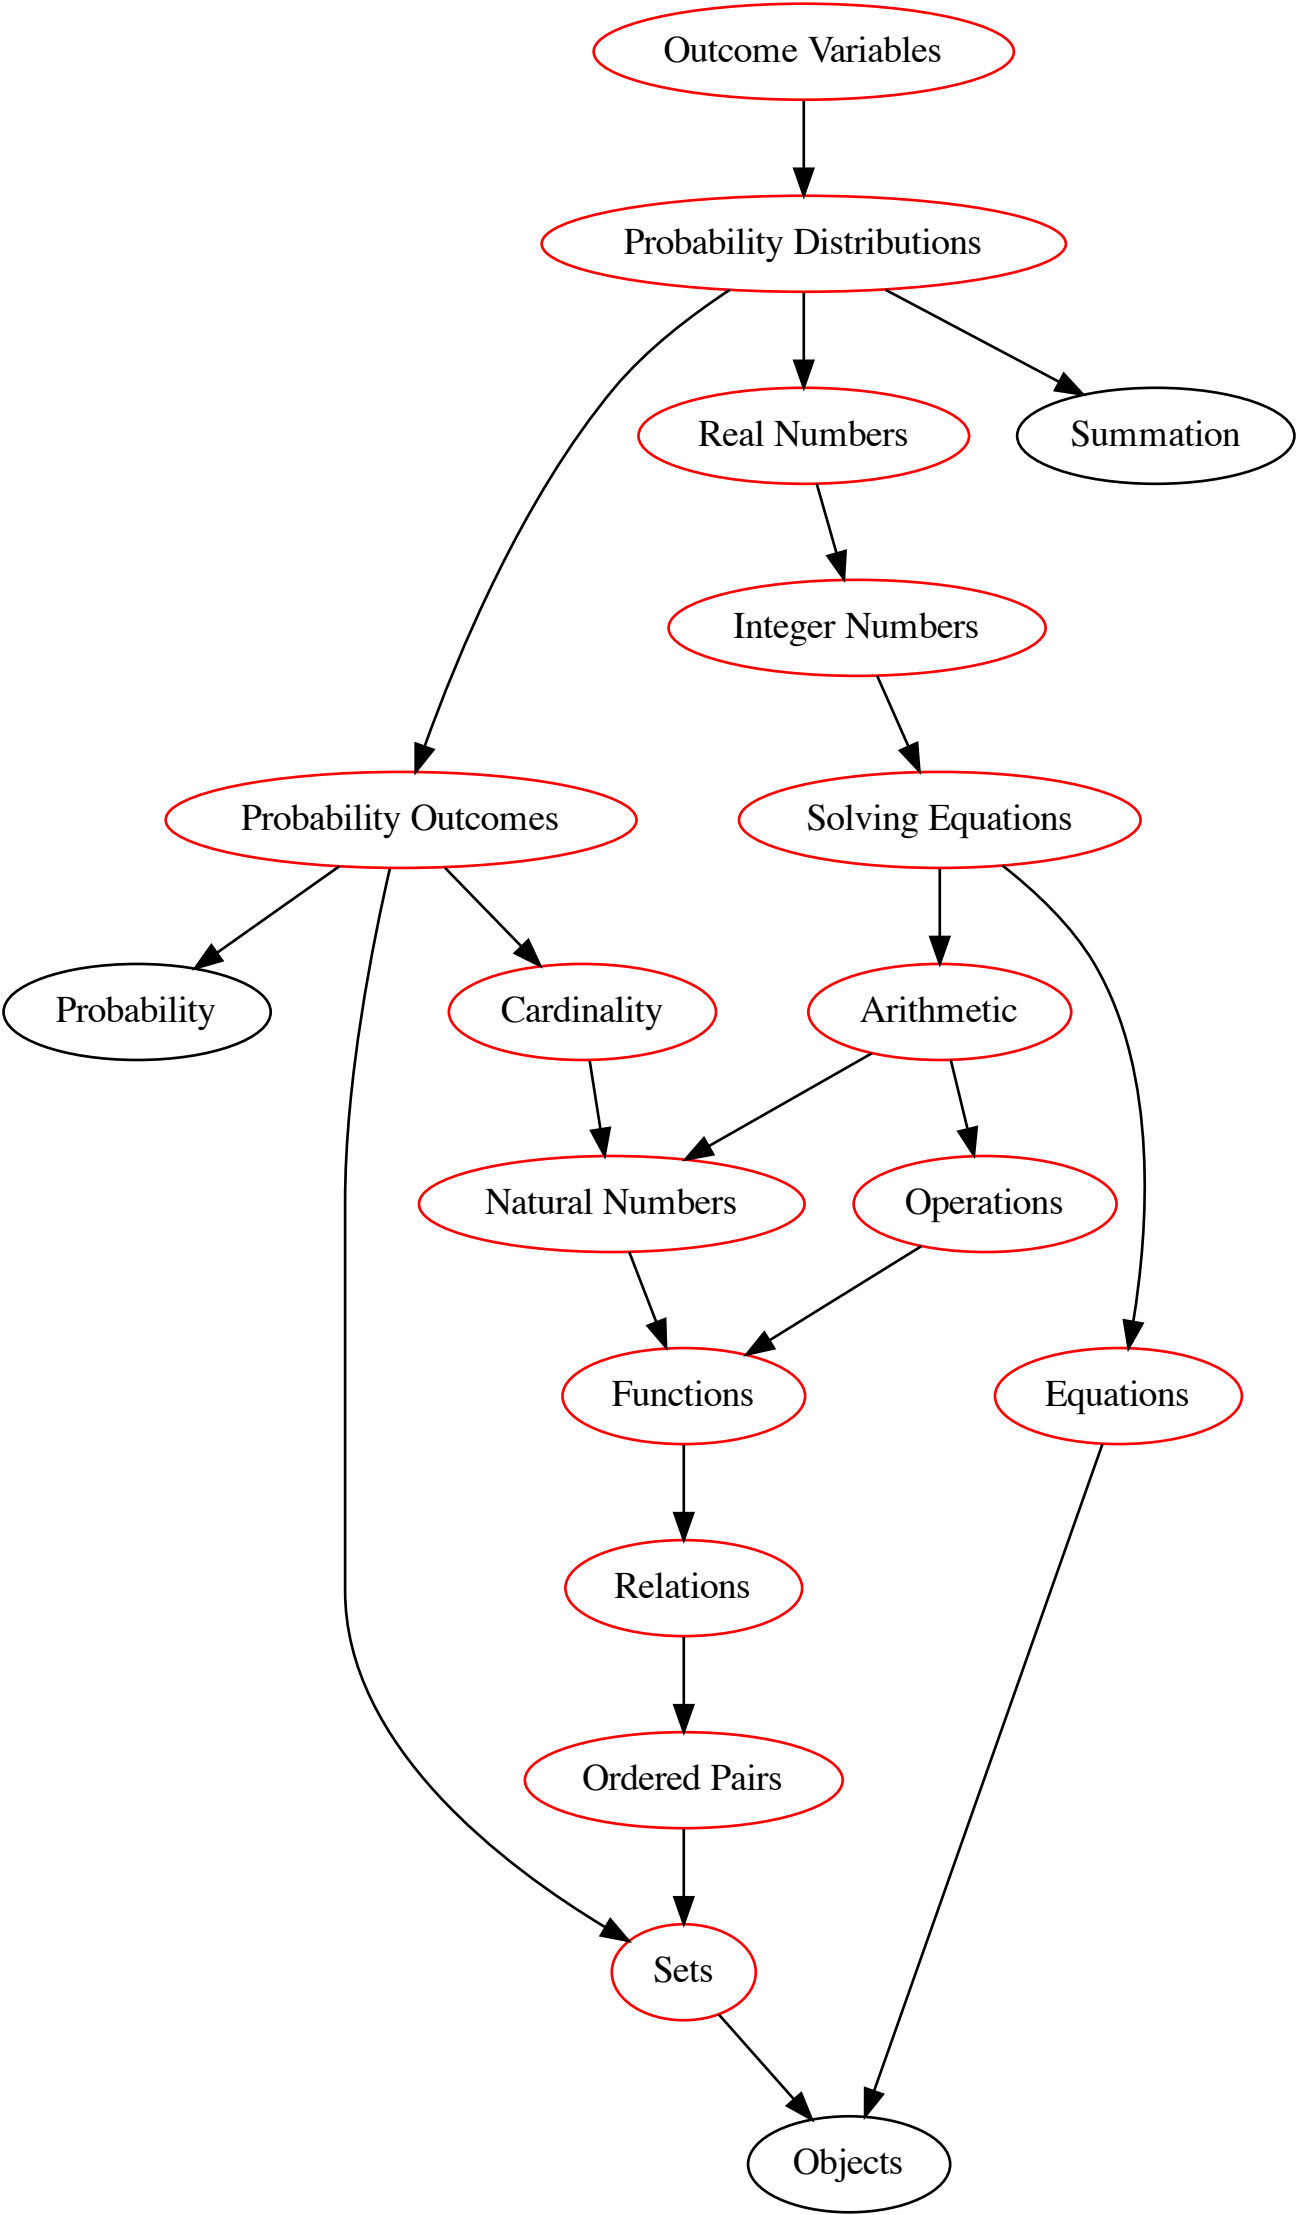 Outcome Variables
Probability Distributions
Real Numbers
Summation
Integer Numbers
Probability Outcomes
Solving Equations
Probability
Cardinality
Arithmetic
Natural Numbers
Operations
Functions
Equations
Relations
Ordered Pairs
Sets
Objects